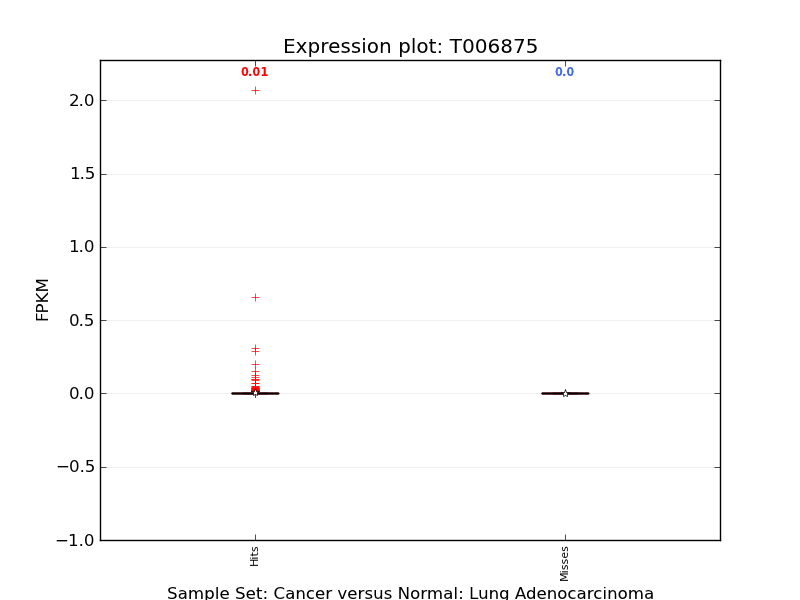 Expression plot: T006875
0.01
0.0
2.0
1.5
1.0
0.5
0.0
−0.5
−1.0
FPKM
Hits
Misses
Sample Set: Cancer versus Normal: Lung Adenocarcinoma